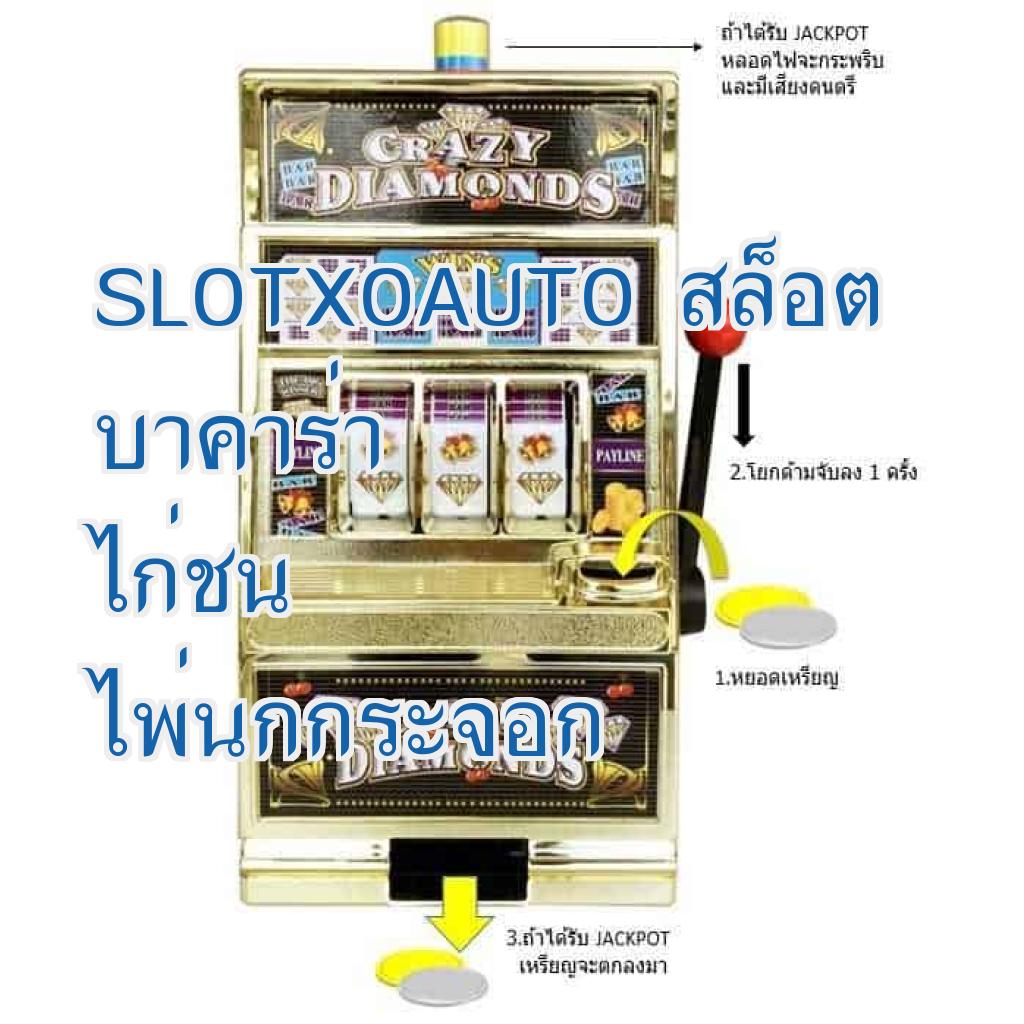 ถ้าได้รับ JACKPOT
หลอดไฟจะกระพริบ
และมีเสียงดนตรี
CRAZY
DIAMONDS
BAR
BAR
BAR
WINS
SLOTXOAUTO สล็อต
บาคาร่า
PAYLINE
2.โยกด้ามจับลง 1 ครั้ง
ไก่ชน
1.หยอดเหรียญ
ไพ่นกกระจอก
DIAMONDS
3.ถ้าได้รับ JACKPOT
เหรียญจะตกลงมา